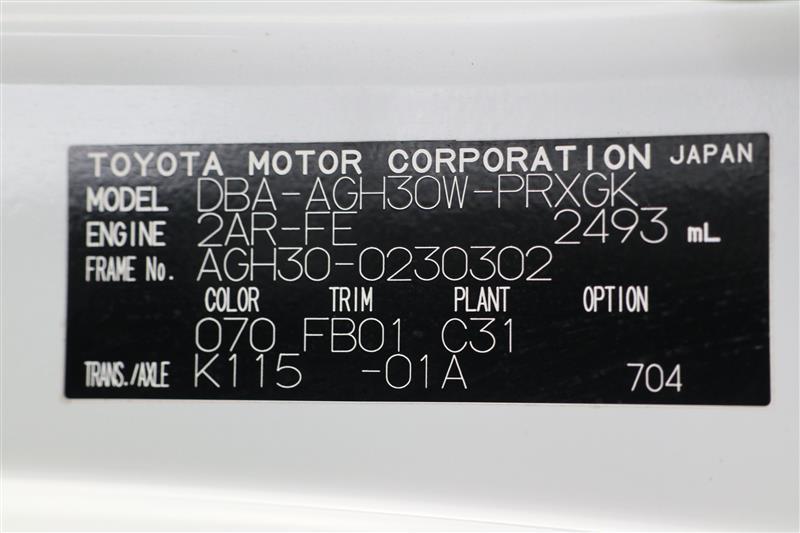 TOYOTA MOTOR CORPORATION JAPAN
MODEL DBA-AGH30W-PRXGK
ENGINE 2AR-FE 2493 mL
FRAME No. AGH30-0230302
COLOR TRIM PLANT OPTION
070 FB01 C31
TRANS./AXLE K115 -01A 704